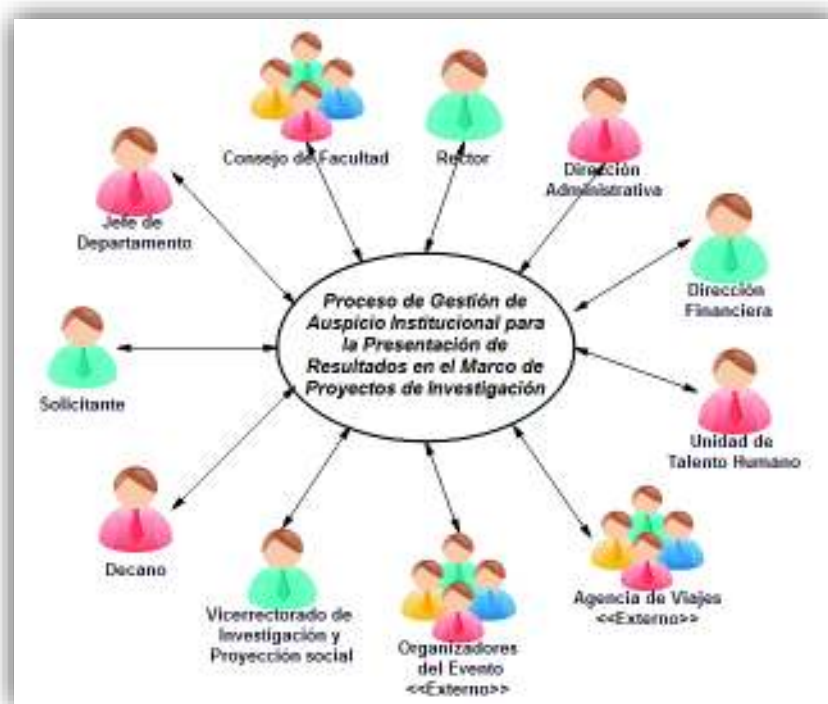 Consejo de Facultad
Rector
Dirección
Administrativa
Jefe de
Departamento
Dirección
Financiera
Proceso de Gestión de
Auspicio Institucional para
la Presentación de
Resultados en el Marco de
Proyectos de Investigación
Solicitante
Unidad de
Talento Humano
Decano
Vicerrectorado de
Investigación y
Proyección social
Organizadores
del Evento
<<Externo>>
Agencia de Viajes
<<Externo>>